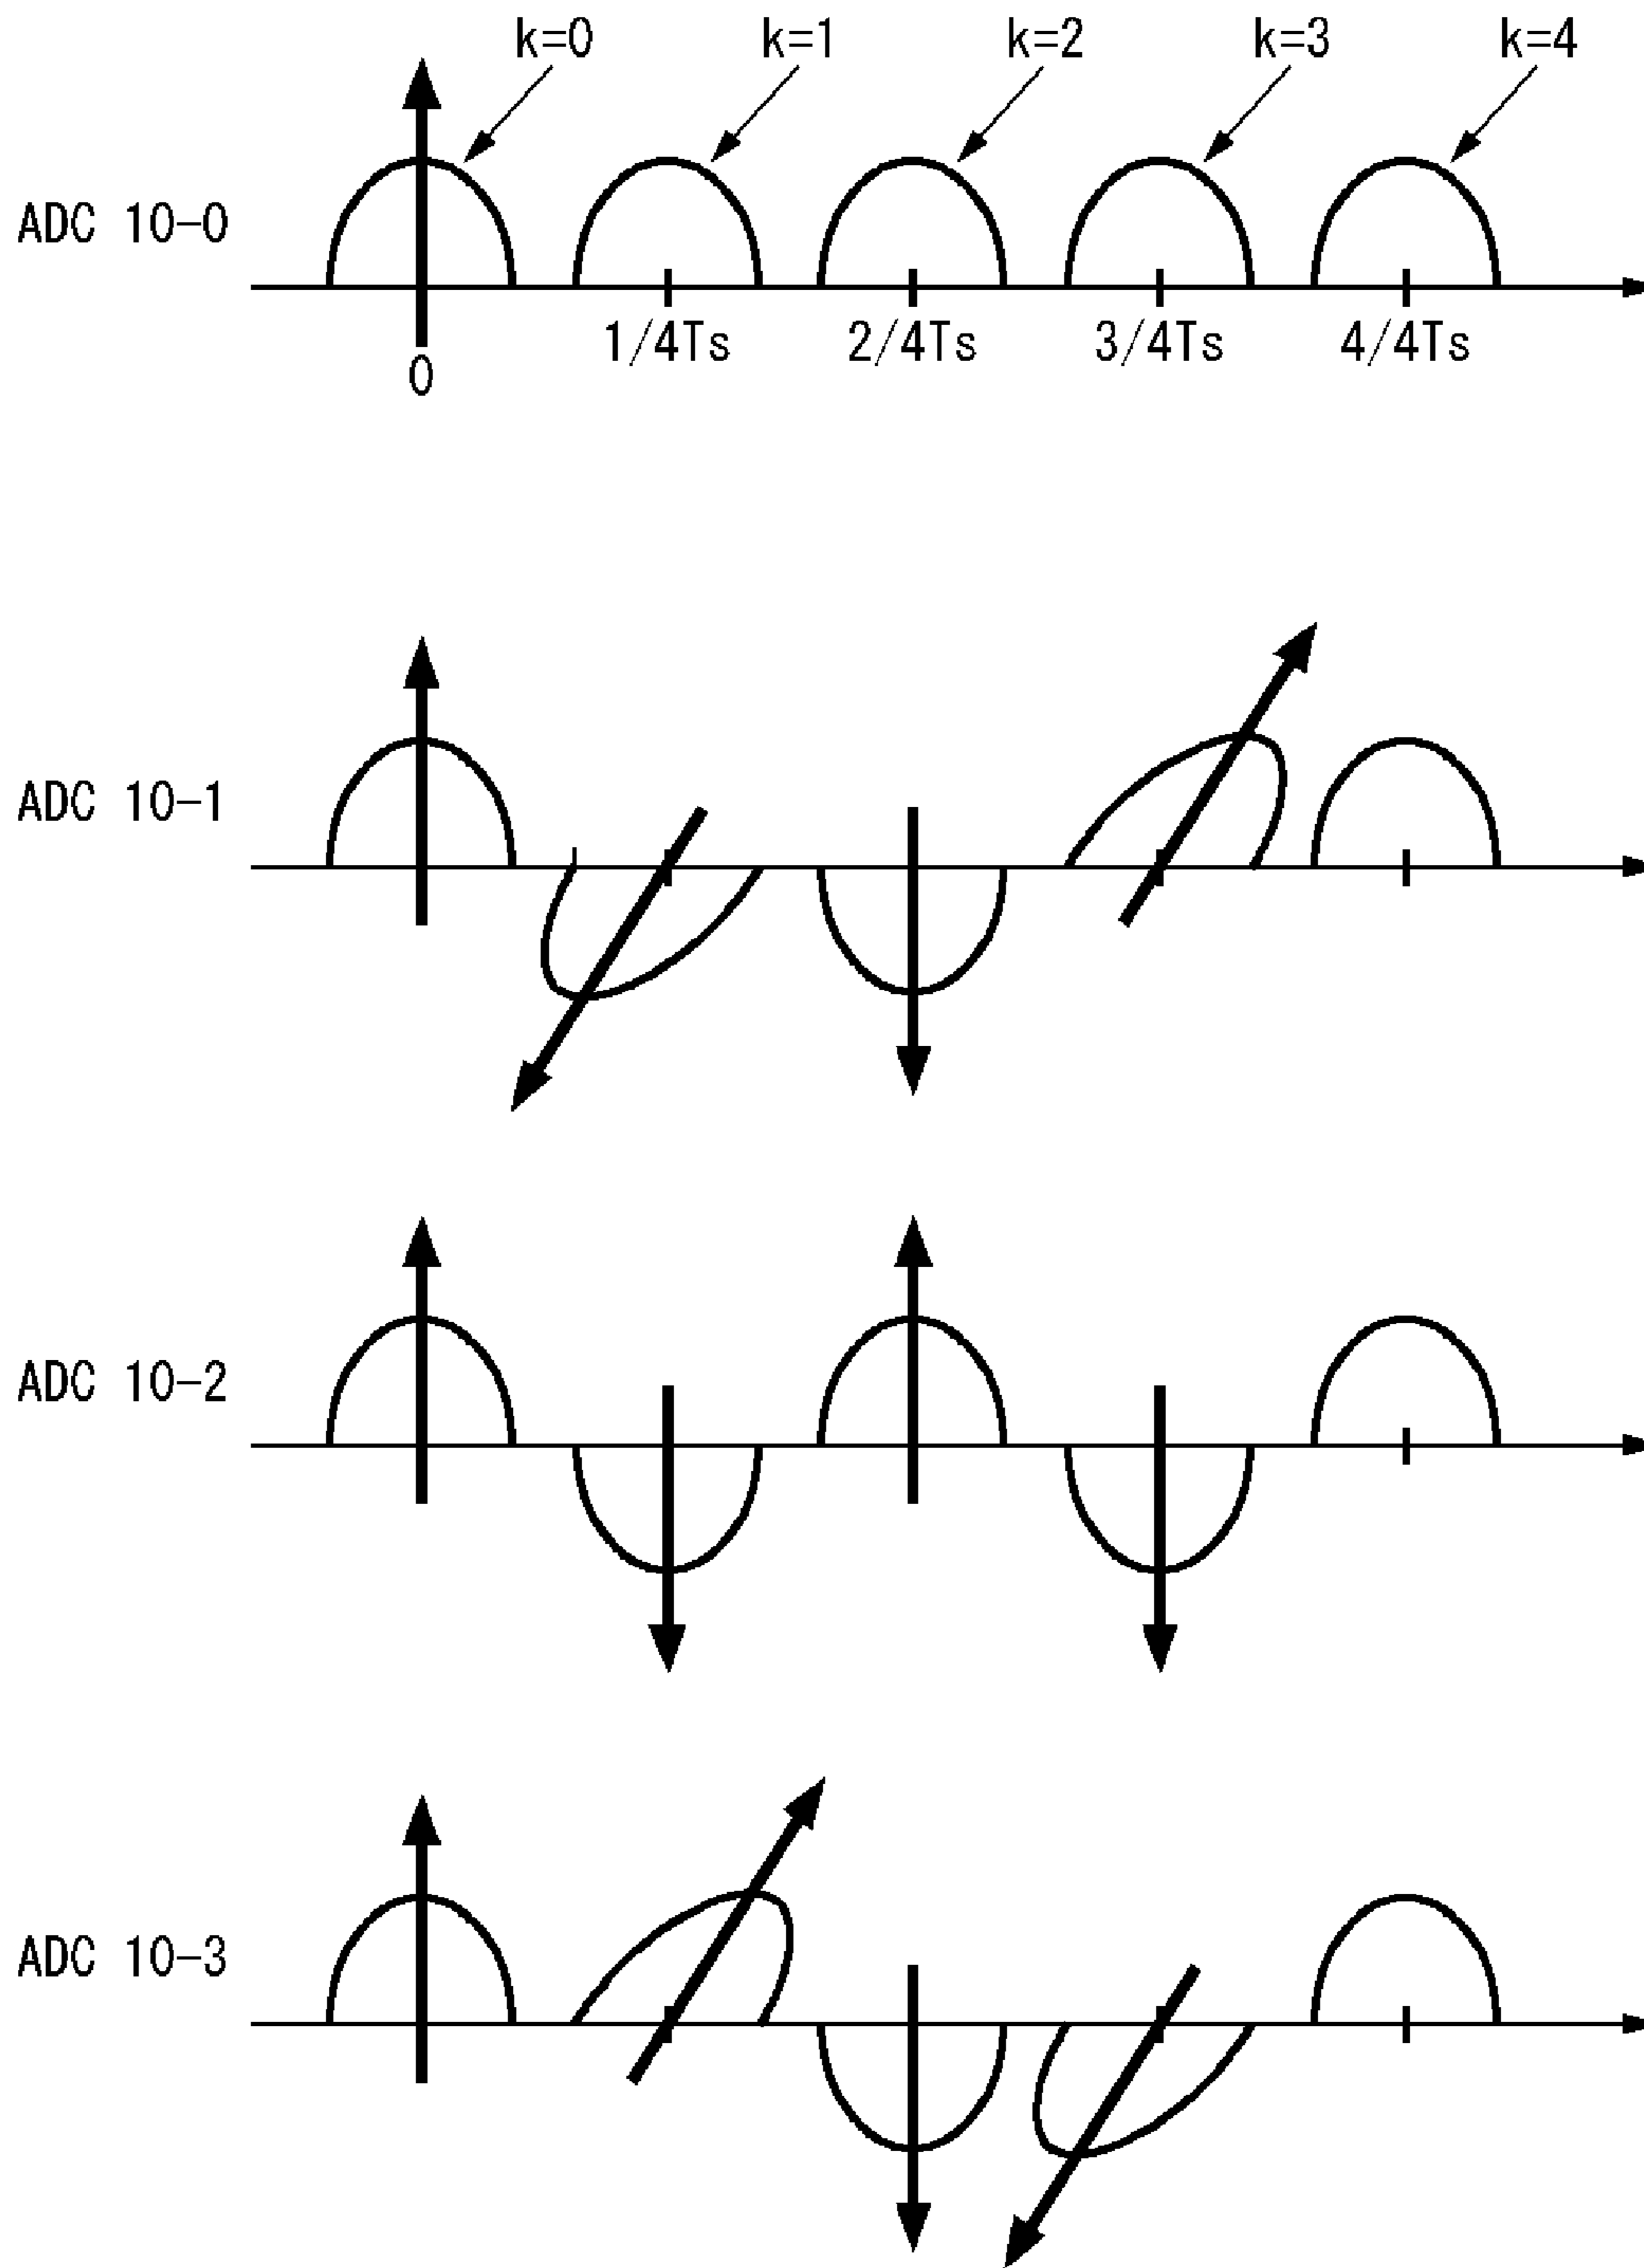 k=0 k=1 k=2 k=3 k=4
ADC 10-0
1/4Ts 2/4Ts 3/4Ts 4/4Ts
0
ADC 10-1
ADC 10-2
ADC 10-3